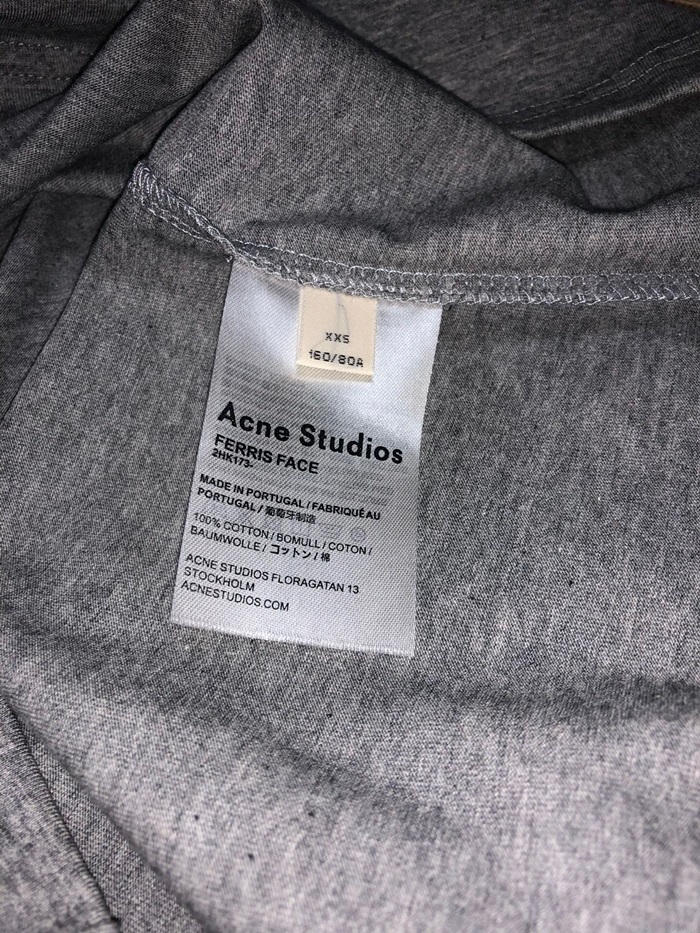 XXS
160/80A
Acne Studios
FERRIS FACE
2HK173-
MADE IN PORTUGAL / FABRIQUÉ AU
PORTUGAL / 葡萄牙制造
100% COTTON / BOMULL / COTON /
BAUMWOLLE / コットン / 棉
ACNE STUDIOS FLORAGATAN 13
STOCKHOLM
ACNESTUDIOS.COM